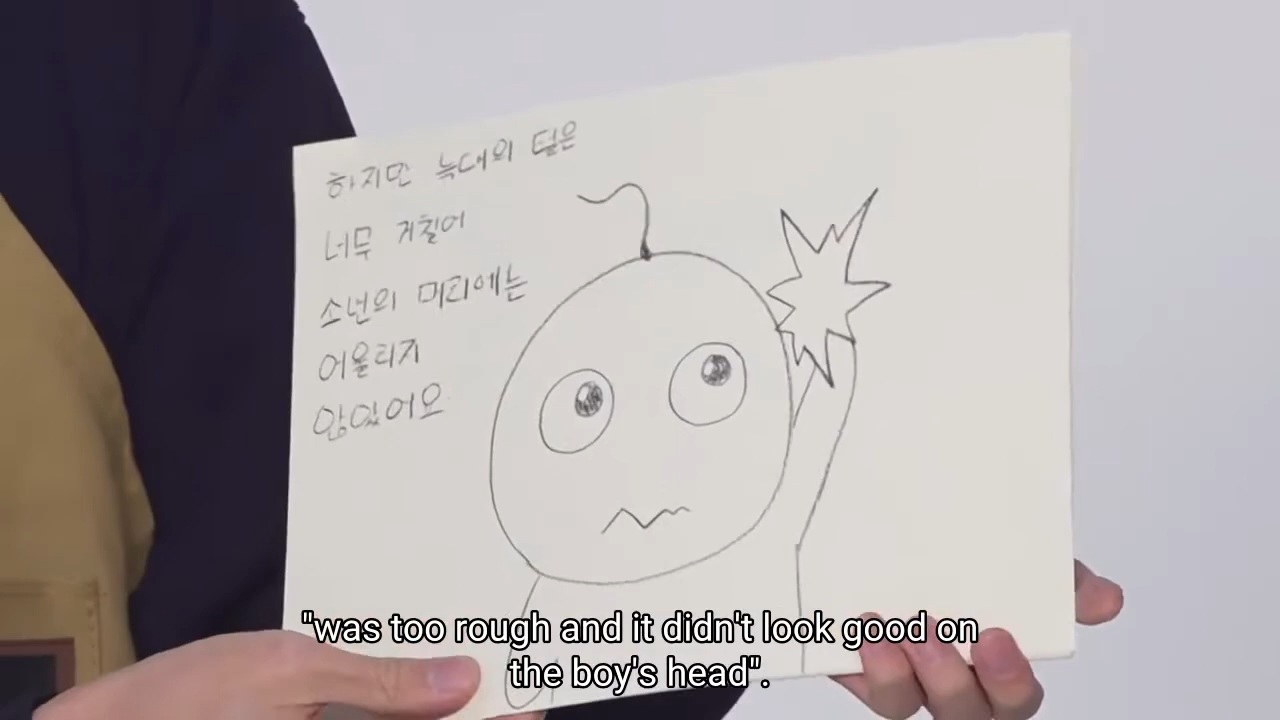 하지만 늑대의 털은
너무 거칠어
소년의 머리에는
어울리지
않았어요
"was too rough and it didn't look good on
the boy's head".